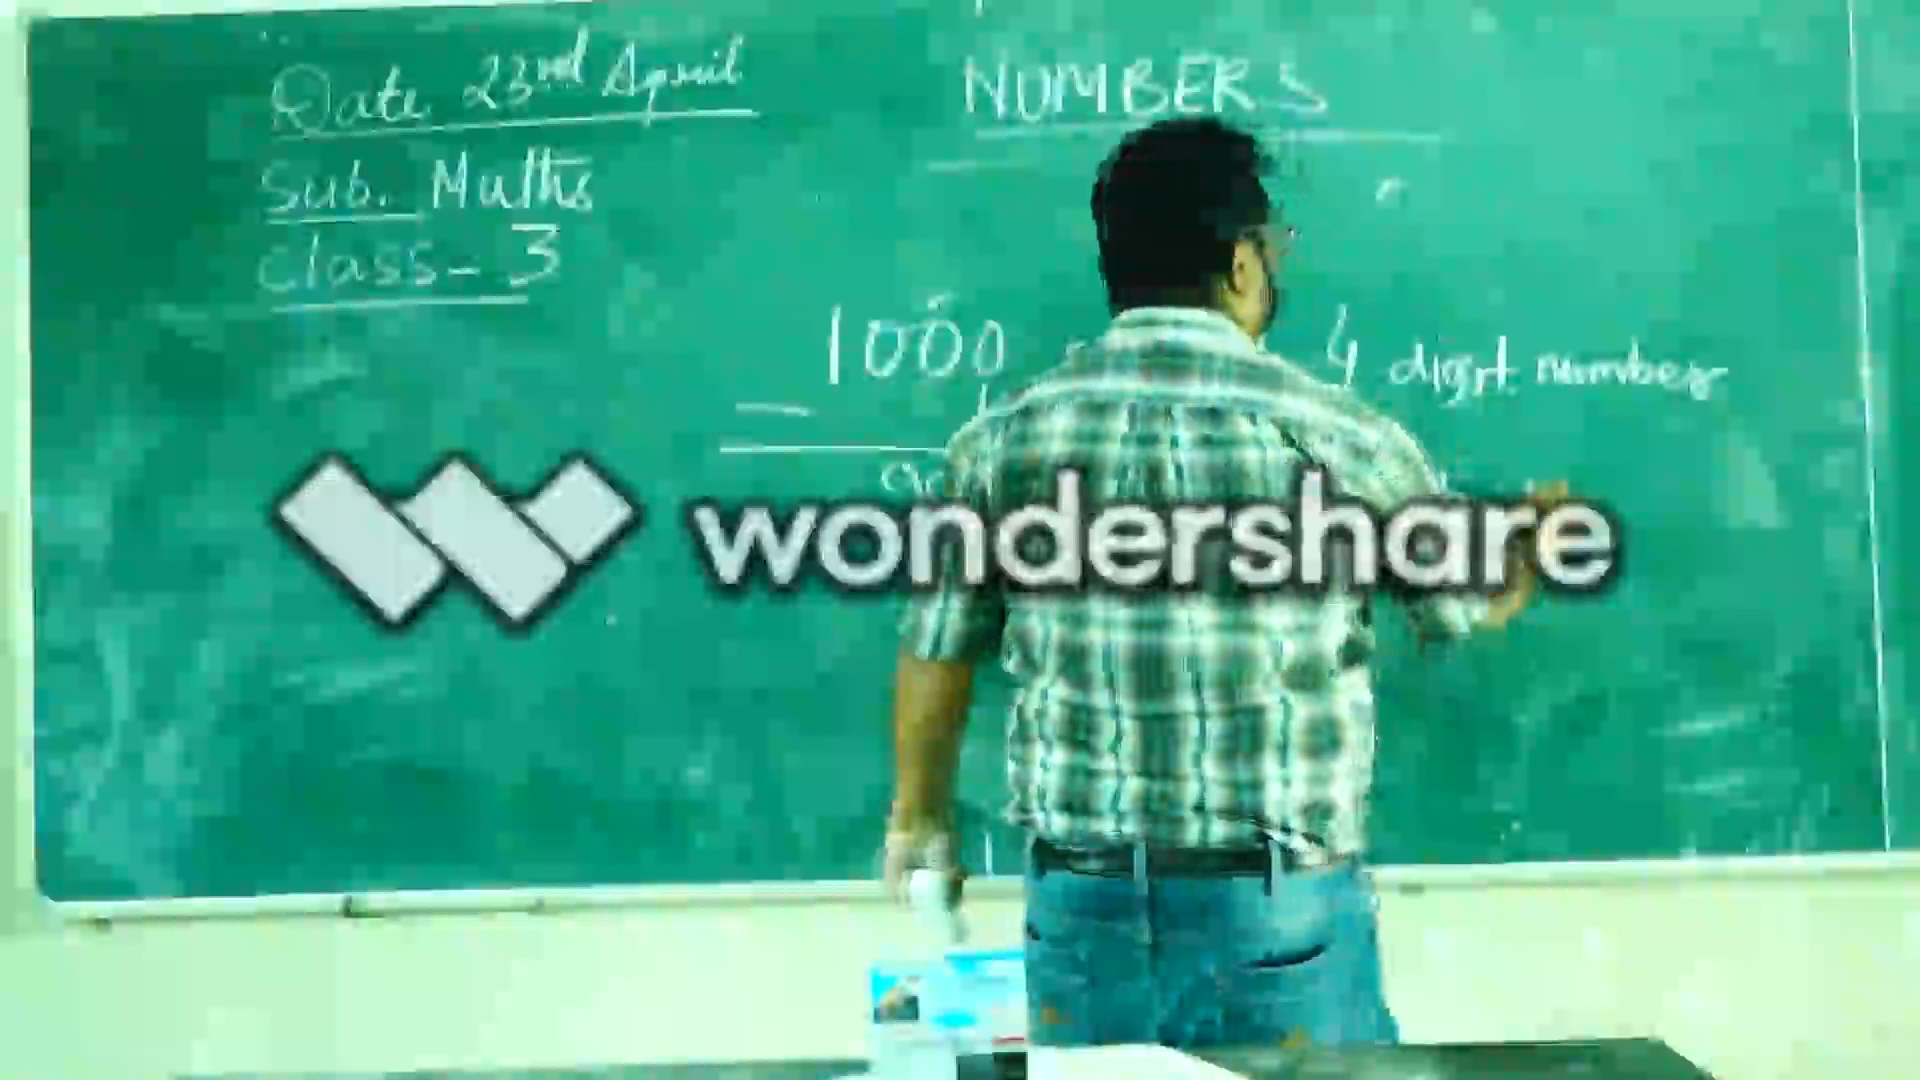 Date 23rd April
NUMBERS
Sub. Maths
Class - 3
1000
4 digit number
wondershare